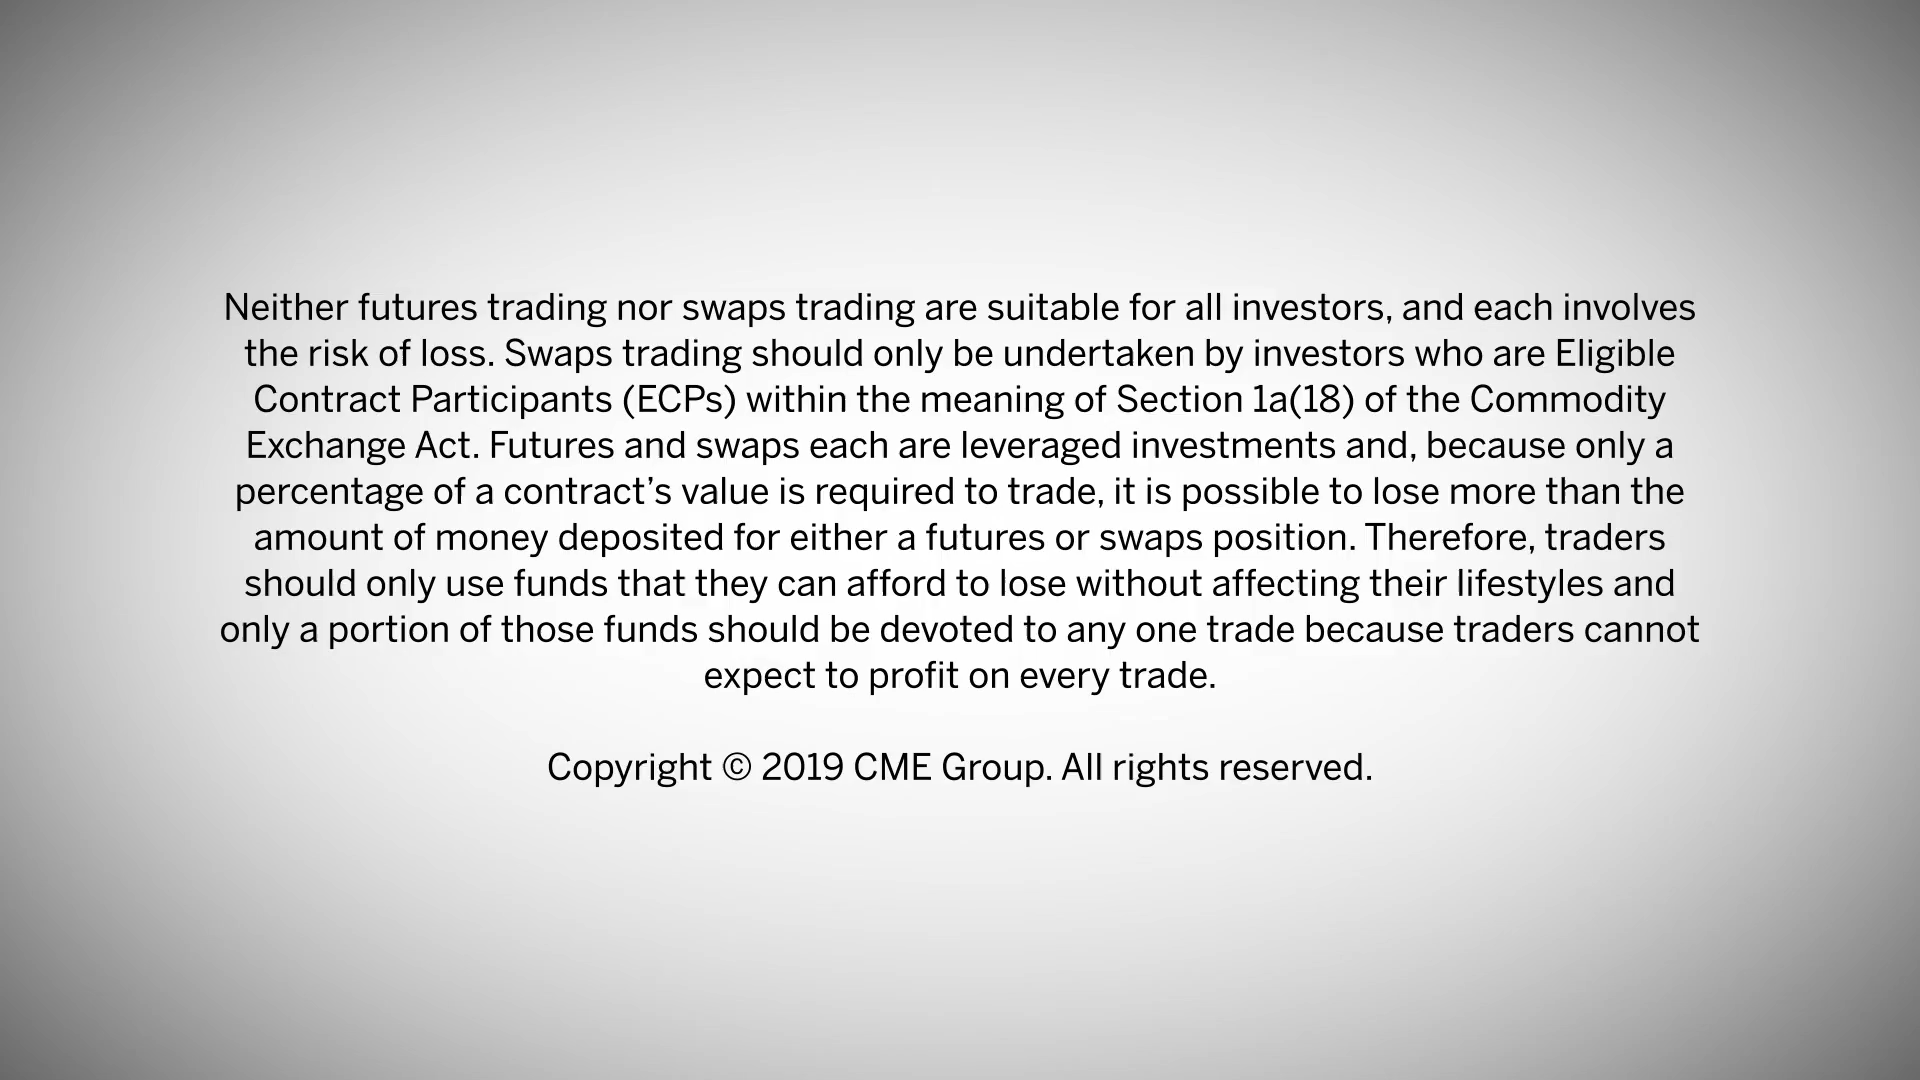 Neither futures trading nor swaps trading are suitable for all investors, and each involves
the risk of loss. Swaps trading should only be undertaken by investors who are Eligible
Contract Participants (ECPs) within the meaning of Section 1a(18) of the Commodity
Exchange Act. Futures and swaps each are leveraged investments and, because only a
percentage of a contract’s value is required to trade, it is possible to lose more than the
amount of money deposited for either a futures or swaps position. Therefore, traders
should only use funds that they can afford to lose without affecting their lifestyles and
only a portion of those funds should be devoted to any one trade because traders cannot
expect to profit on every trade.
Copyright © 2019 CME Group. All rights reserved.